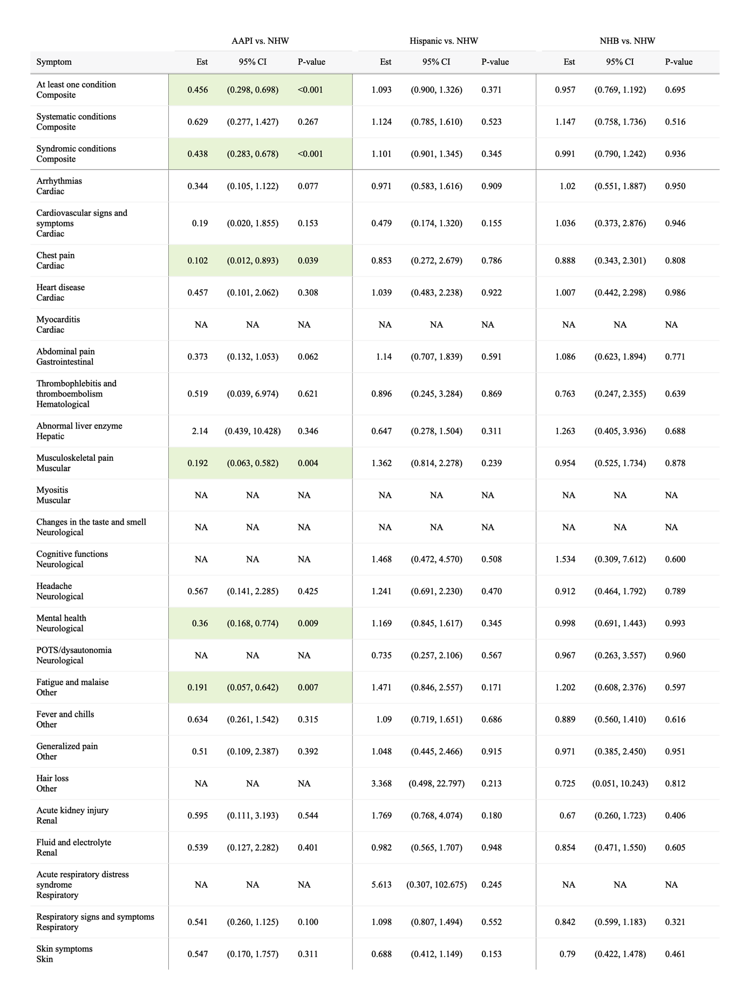 AAPI vs. NHW Hispanic vs. NHW NHB vs. NHW
Symptom Est 95% CI P-value Est 95% CI P-value Est 95% CI P-value
At least one condition
Composite
0.456 (0.298, 0.698) <0.001 1.093 (0.900, 1.326) 0.371 0.957 (0.769, 1.192) 0.695
Systematic conditions
Composite
0.629 (0.277, 1.427) 0.267 1.124 (0.785, 1.610) 0.523 1.147 (0.758, 1.736) 0.516
Syndromic conditions
Composite
0.438 (0.283, 0.678) <0.001 1.101 (0.901, 1.345) 0.345 0.991 (0.790, 1.242) 0.936
Arrhythmias
Cardiac
0.344 (0.105, 1.122) 0.077 0.971 (0.583, 1.616) 0.909 1.02 (0.551, 1.887) 0.950
Cardiovascular signs and
symptoms
Cardiac
0.19 (0.020, 1.855) 0.153 0.479 (0.174, 1.320) 0.155 1.036 (0.373, 2.876) 0.946
Chest pain
Cardiac
0.102 (0.012, 0.893) 0.039 0.853 (0.272, 2.679) 0.786 0.888 (0.343, 2.301) 0.808
Heart disease
Cardiac
0.457 (0.101, 2.062) 0.308 1.039 (0.483, 2.238) 0.922 1.007 (0.442, 2.298) 0.986
Myocarditis
Cardiac
NA NA NA NA NA NA NA NA NA
Abdominal pain
Gastrointestinal
0.373 (0.132, 1.053) 0.062 1.14 (0.707, 1.839) 0.591 1.086 (0.623, 1.894) 0.771
Thrombophlebitis and
thromboembolism
Hematological
0.519 (0.039, 6.974) 0.621 0.896 (0.245, 3.284) 0.869 0.763 (0.247, 2.355) 0.639
Abnormal liver enzyme
Hepatic
2.14 (0.439, 10.428) 0.346 0.647 (0.278, 1.504) 0.311 1.263 (0.405, 3.936) 0.688
Musculoskeletal pain
Muscular
0.192 (0.063, 0.582) 0.004 1.362 (0.814, 2.278) 0.239 0.954 (0.525, 1.734) 0.878
Myositis
Muscular
NA NA NA NA NA NA NA NA NA
Changes in the taste and smell
Neurological
NA NA NA NA NA NA NA NA NA
Cognitive functions
Neurological
NA NA NA 1.468 (0.472, 4.570) 0.508 1.534 (0.309, 7.612) 0.600
Headache
Neurological
0.567 (0.141, 2.285) 0.425 1.241 (0.691, 2.230) 0.470 0.912 (0.464, 1.792) 0.789
Mental health
Neurological
0.36 (0.168, 0.774) 0.009 1.169 (0.845, 1.617) 0.345 0.998 (0.691, 1.443) 0.993
POTS/dysautonomia
Neurological
NA NA NA 0.735 (0.257, 2.106) 0.567 0.967 (0.263, 3.557) 0.960
Fatigue and malaise
Other
0.191 (0.057, 0.642) 0.007 1.471 (0.846, 2.557) 0.171 1.202 (0.608, 2.376) 0.597
Fever and chills
Other
0.634 (0.261, 1.542) 0.315 1.09 (0.719, 1.651) 0.686 0.889 (0.560, 1.410) 0.616
Generalized pain
Other
0.51 (0.109, 2.387) 0.392 1.048 (0.445, 2.466) 0.915 0.971 (0.385, 2.450) 0.951
Hair loss
Other
NA NA NA 3.368 (0.498, 22.797) 0.213 0.725 (0.051, 10.243) 0.812
Acute kidney injury
Renal
0.595 (0.111, 3.193) 0.544 1.769 (0.768, 4.074) 0.180 0.67 (0.260, 1.723) 0.406
Fluid and electrolyte
Renal
0.539 (0.127, 2.282) 0.401 0.982 (0.565, 1.707) 0.948 0.854 (0.471, 1.550) 0.605
Acute respiratory distress
syndrome
Respiratory
NA NA NA 5.613 (0.307, 102.675) 0.245 NA NA NA
Respiratory signs and symptoms
Respiratory
0.541 (0.260, 1.125) 0.100 1.098 (0.807, 1.494) 0.552 0.842 (0.599, 1.183) 0.321
Skin symptoms
Skin
0.547 (0.170, 1.757) 0.311 0.688 (0.412, 1.149) 0.153 0.79 (0.422, 1.478) 0.461